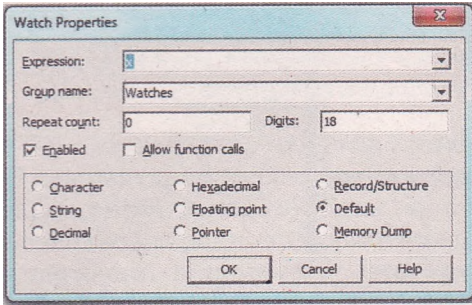 Watch Properties
Expression: x
Group name: Watches
Repeat count: 0 Digits: 18
Enabled Allow function calls
Character Hexadecimal Record/Structure
String Floating point Default
Decimal Pointer Memory Dump
OK Cancel Help